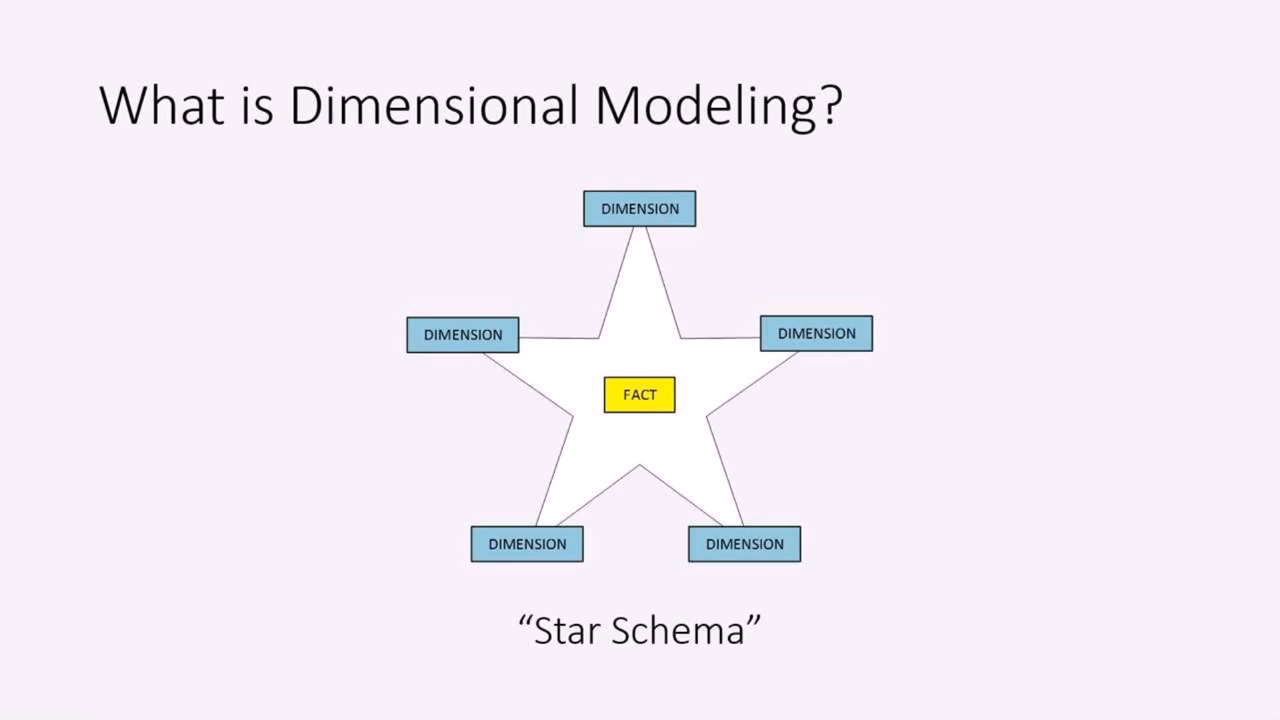 What is Dimensional Modeling?
DIMENSION
DIMENSION
DIMENSION
FACT
DIMENSION
DIMENSION
“Star Schema”